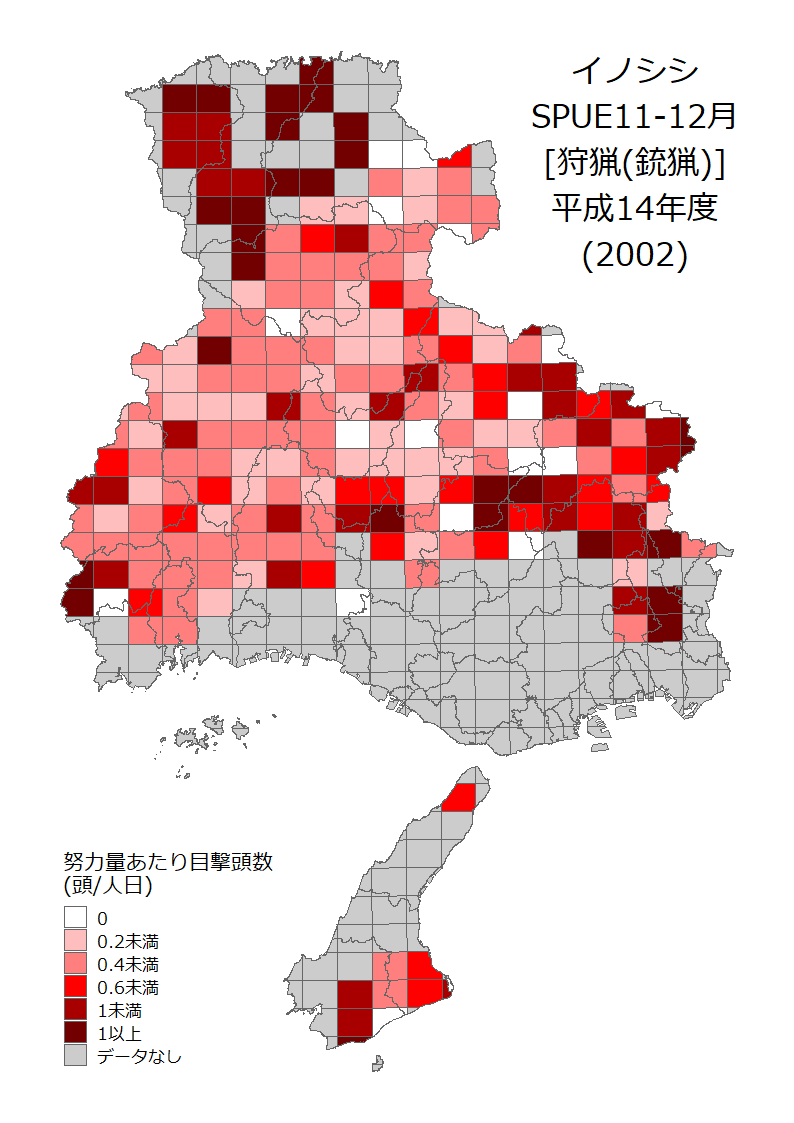 イノシシ
SPUE11-12月
[狩猟(銃猟)]
平成14年度
(2002)
努力量あたり目撃頭数
(頭/人日)
0
0.2未満
0.4未満
0.6未満
1未満
1以上
データなし